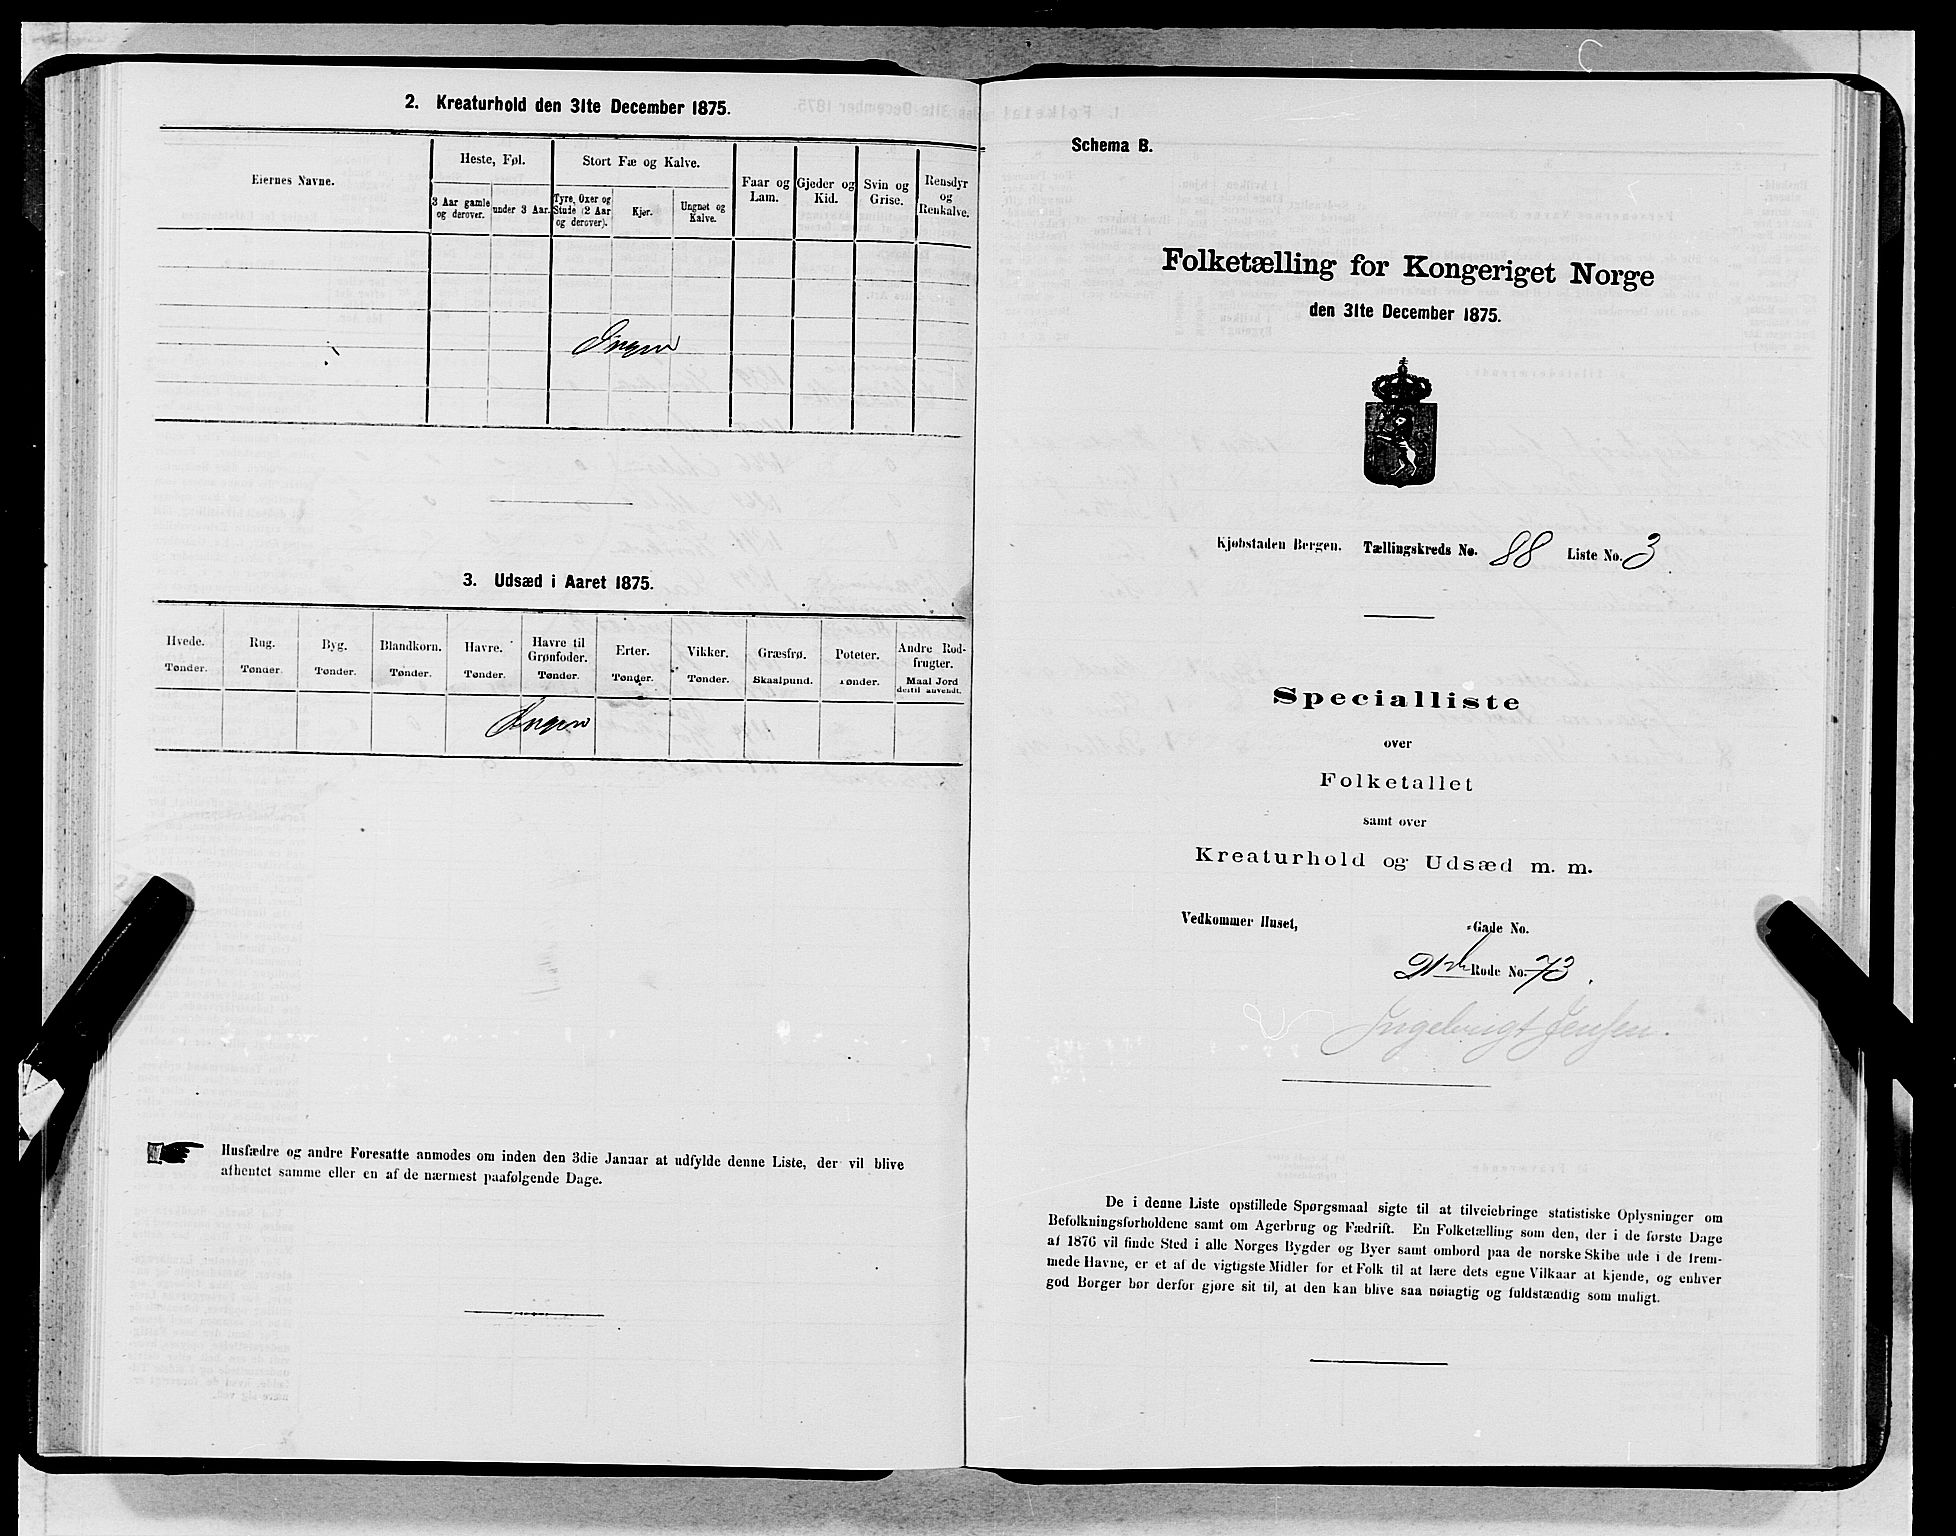 2. Kreaturhold den 31te December 1875.
Eiernes Navne.
Heste, Føl.
Stort Fæ og Kalve.
Faar og Lam.
Gjeder og Kid.
Svin og Grise.
Rensdyr og Renkalve.
3 Aar gamle og derover.
under 3 Aar.
Tyre, Oxer og Stude (2 Aar og derover).
Kjør.
Ungnøt og Kalve.
Ingen
3. Udsæd i Aaret 1875.
Hvede.
Rug.
Byg.
Blandkorn.
Havre.
Havre til Grønfoder.
Erter.
Vikker.
Græsfrø.
Poteter.
Andre Rodfrugter.
Tønder.
Tønder.
Tønder.
Tønder.
Tønder.
Tønder.
Tønder.
Tønder.
Skaalpund.
Tønder.
Maal Jord dertil anvendt.
Ingen
Husfædre og andre Foresatte anmodes om inden den 3die Januar at udfylde denne Liste, der vil blive
afhentet samme eller en af de nærmest paafølgende Dage.
Schema B.
Folketælling for Kongeriget Norge
den 31te December 1875.
Kjøbstaden Bergen. Tællingskreds No. 88 Liste No. 3
Specialliste
over
Folketallet
samt over
Kreaturhold og Udsæd m. m.
Vedkommer Huset, -Gade No.
21de Rode No. 73.
Ingebrigt Jensen.
De i denne Liste opstillede Spørgsmaal sigte til at tilveiebringe statistiske Oplysninger om
Befolkningsforholdene samt om Agerbrug og Fædrift. En Folketælling som den, der i de første Dage
af 1876 vil finde Sted i alle Norges Bygder og Byer samt ombord paa de norske Skibe ude i de frem-
mede Havne, er et af de vigtigste Midler for et Folk til at lære dets egne Vilkaar at kjende, og enhver
god Borger bør derfor gjøre sit til, at den kan blive saa nøiagtig og fuldstændig som muligt.